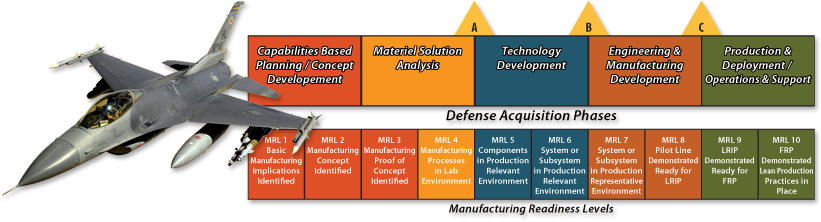 A
B
C
Capabilities Based
Planning / Concept
Developement
Materiel Solution
Analysis
Technology
Development
Engineering &
Manufacturing
Development
Production &
Deployment /
Operations & Support
Defense Acquisition Phases
MRL 1
Basic
Manufacturing
Implications
Identified
MRL 2
Manufacturing
Concept
Identified
MRL 3
Manufacturing
Proof of
Concept
Identified
MRL 4
Manufacturing
Processes
in Lab
Environment
MRL 5
Components
in Production
Relevant
Environment
MRL 6
System or
Subsystem
in Production
Relevant
Environment
MRL 7
System or
Subsystem
in Production
Representative
Environment
MRL 8
Pilot Line
Demonstrated
Ready for
LRIP
MRL 9
LRIP
Demonstrated
Ready for
FRP
MRL 10
FRP
Demonstrated
Lean Production
Practices in
Place
Manufacturing Readiness Levels